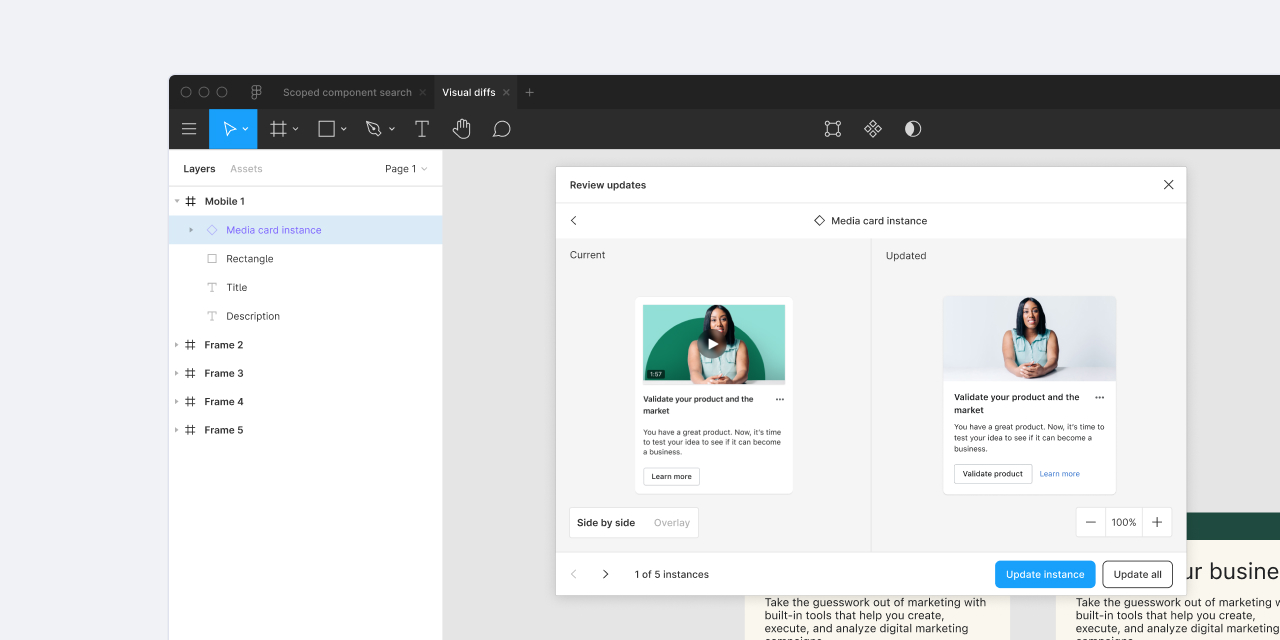 Scoped component search
Visual diffs
Layers
Assets
Page 1
Mobile 1
Media card instance
Rectangle
Title
Description
Frame 2
Frame 3
Frame 4
Frame 5
Review updates
Media card instance
Current
1:57
Validate your product and the
market
You have a great product. Now, it's time
to test your idea to see if it can become
a business.
Learn more
Updated
Validate your product and the
market
You have a great product. Now, it's time to
test your idea to see if it can become a
business.
Validate product
Learn more
Side by side
Overlay
100%
1 of 5 instances
Update instance
Update all
ur busine
Take the guesswork out of marketing with
built-in tools that help you create,
execute, and analyze digital marketing
Take the guesswork out of marketing w
built-in tools that help you create,
execute, and analyze digital marketing